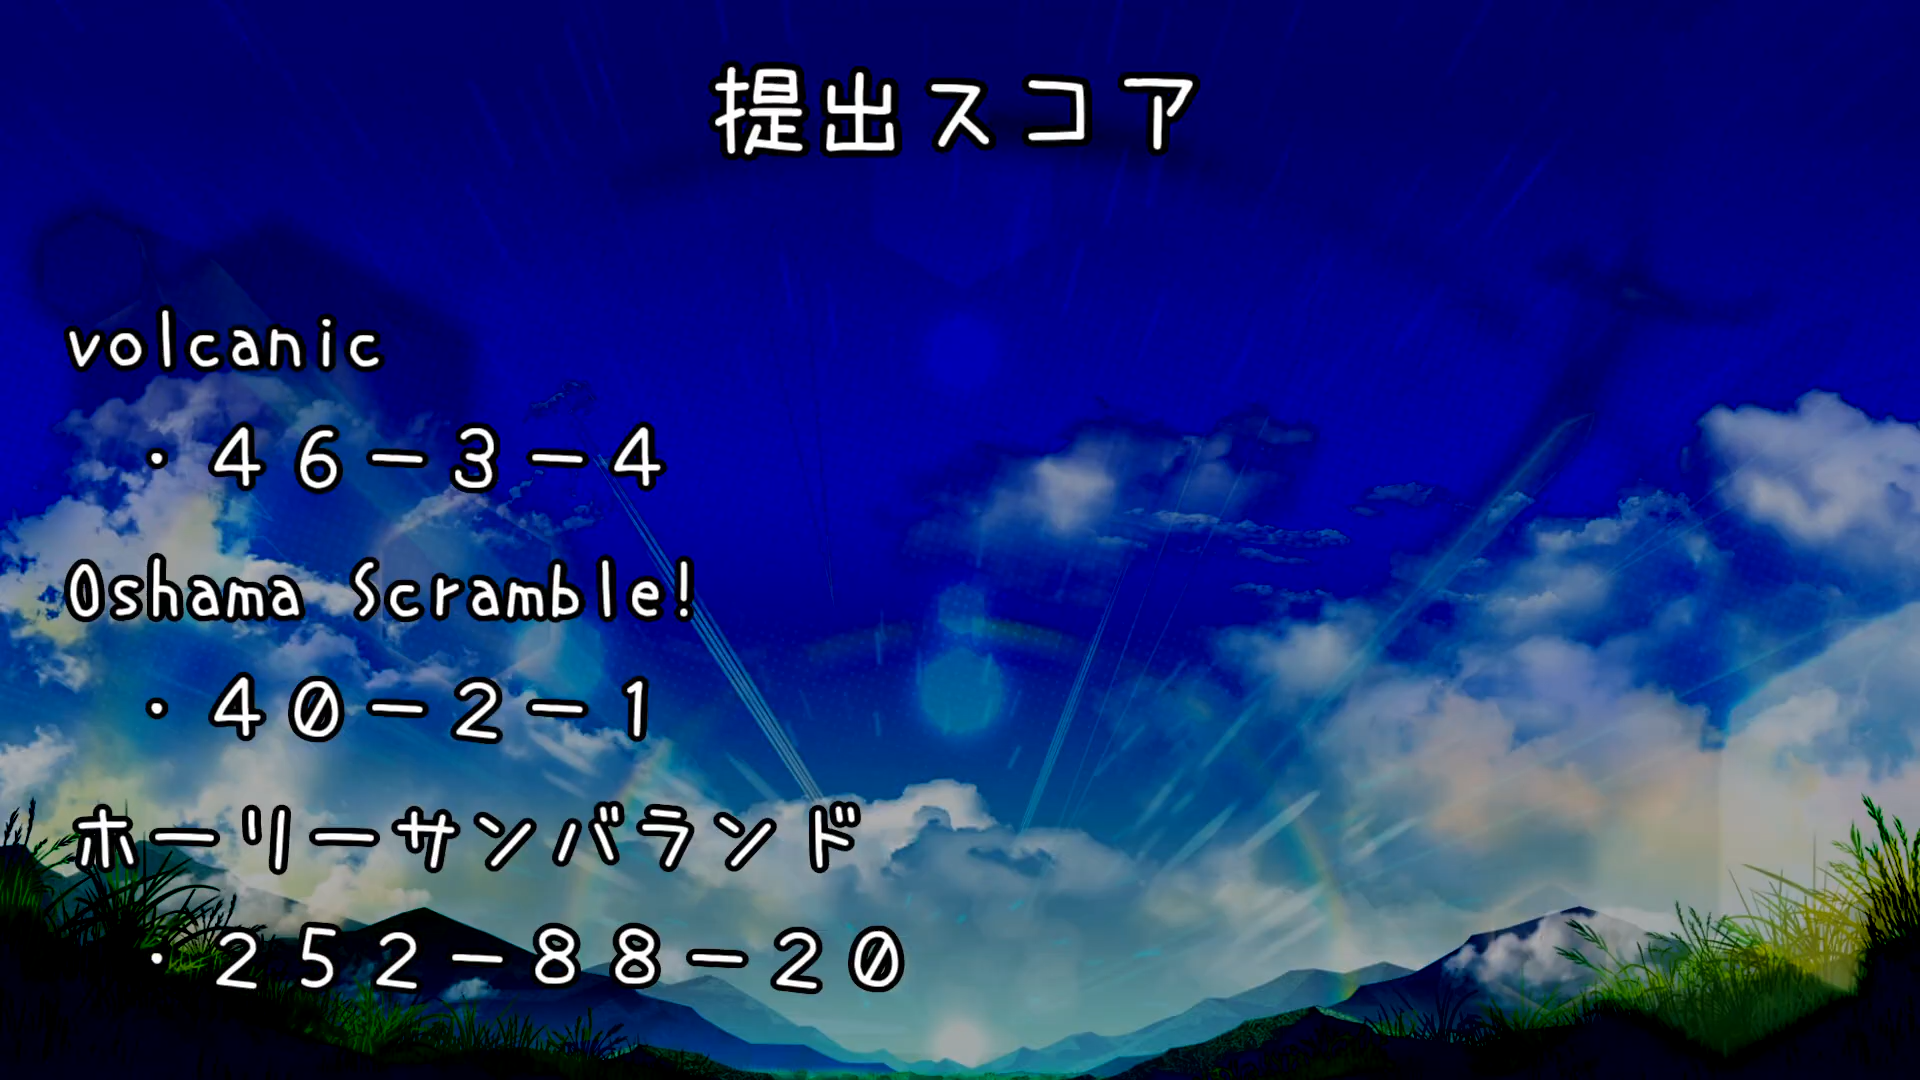 提出スコア
volcanic
・４６－３－４
Oshama Scramble!
・４０－２－１
ホーリーサンバランド
・２５２－８８－２０